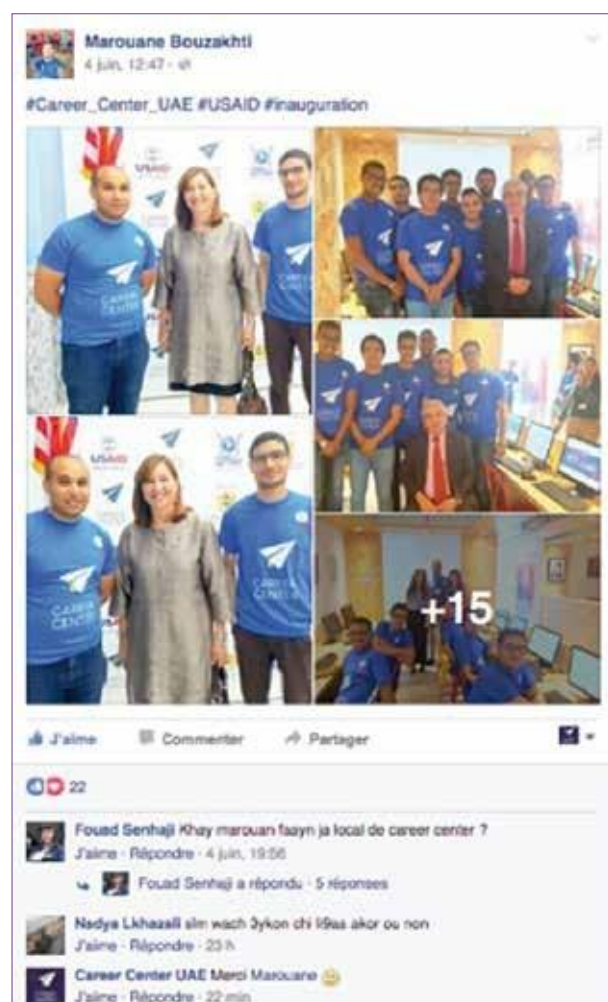 Marouane Bouzakhti
4 juin, 12:47
#Career_Center_UAE #USAID #inauguration
USAID
CAREER
CENTER
USAID
CAREER
CENTER
+15
J'aime Commenter Partager
22
Fouad Senhaji Khay marouan faayn ja local de career center ?
J'aime · Répondre · 4 juin, 19:56
Fouad Senhaji a répondu · 5 réponses
Nadya Lkhazali slm wach 3ykon chi li9aa akor ou non
J'aime · Répondre · 23 h
Career Center UAE Merci Marouane
J'aime · Répondre · 22 min